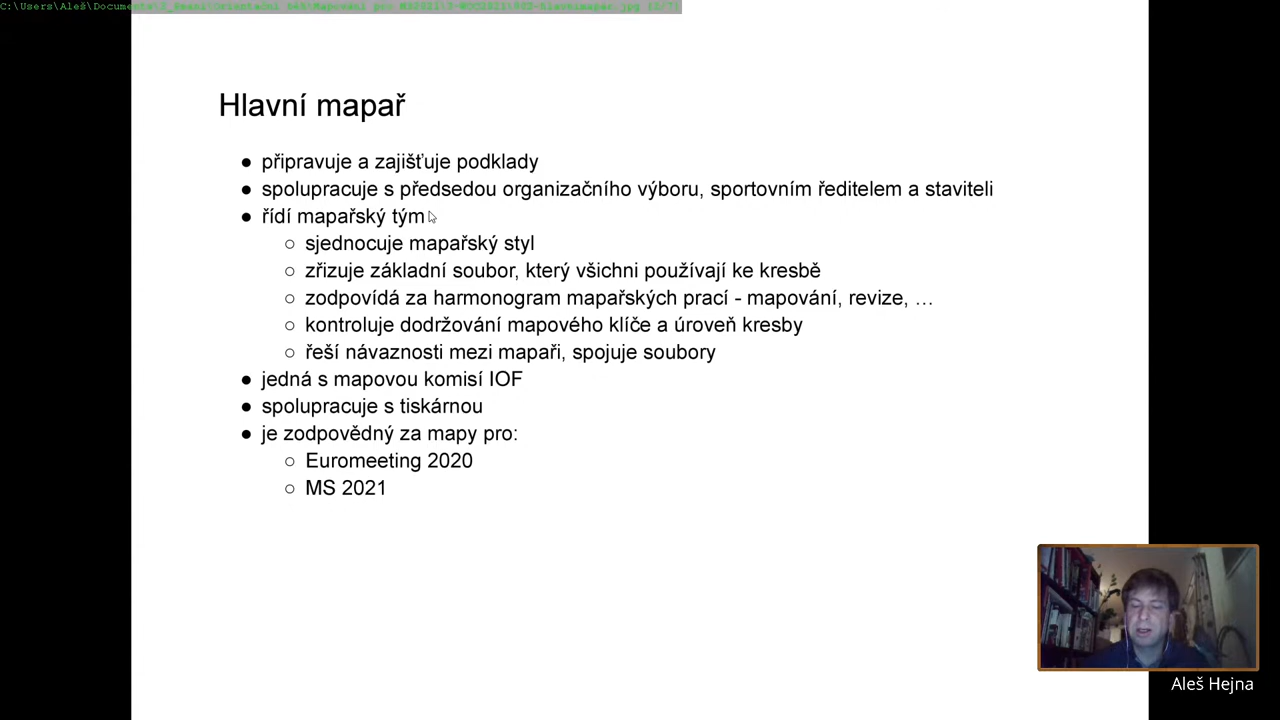 Hlavní mapař
● připravuje a zajišťuje podklady
● spolupracuje s předsedou organizačního výboru, sportovním ředitelem a staviteli
● řídí mapařský tým
○ sjednocuje mapařský styl
○ zřizuje základní soubor, který všichni používají ke kresbě
○ zodpovídá za harmonogram mapařských prací - mapování, revize, …
○ kontroluje dodržování mapového klíče a úroveň kresby
○ řeší návaznosti mezi mapaři, spojuje soubory
● jedná s mapovou komisí IOF
● spolupracuje s tiskárnou
● je zodpovědný za mapy pro:
○ Euromeeting 2020
○ MS 2021
Aleš Hejna